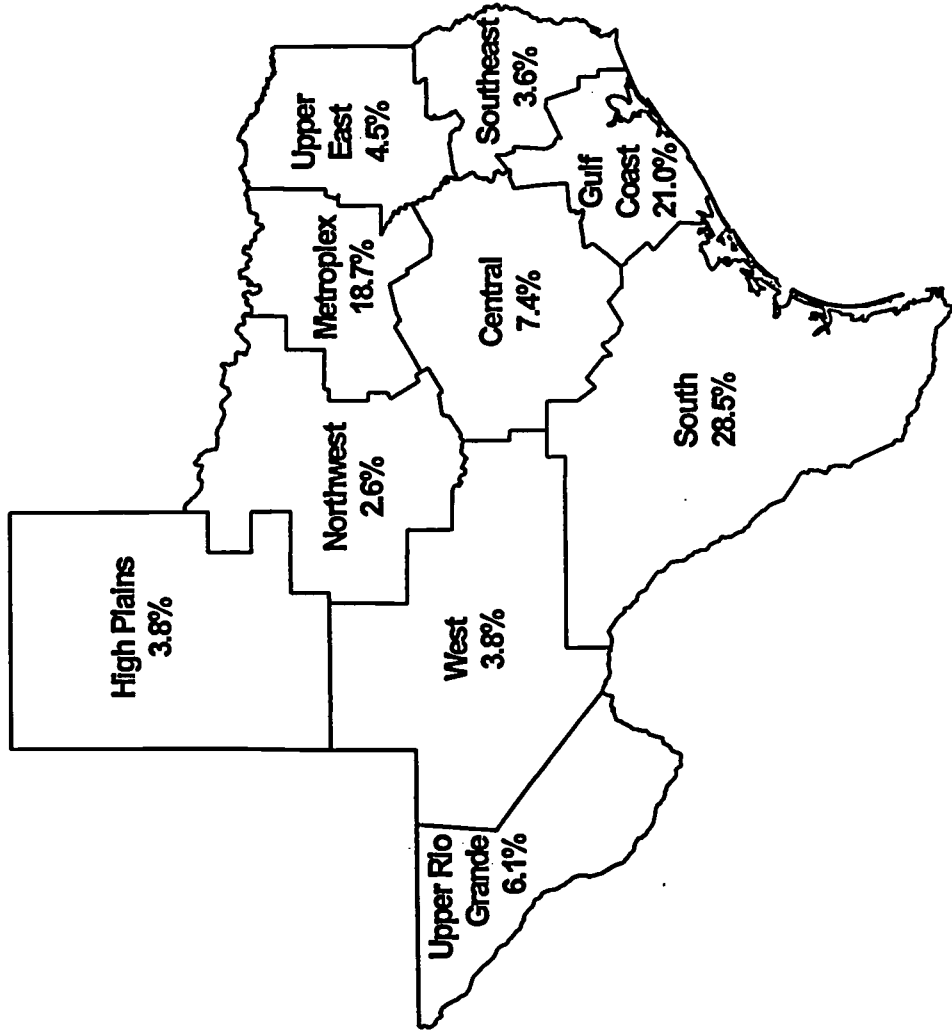 High Plains
3.8%
Northwest
2.6%
Metroplex
18.7%
Upper
East
4.5%
Southeast
3.6%
Gulf
Coast
21.0%
Central
7.4%
West
3.8%
Upper Rio
Grande
6.1%
South
28.5%